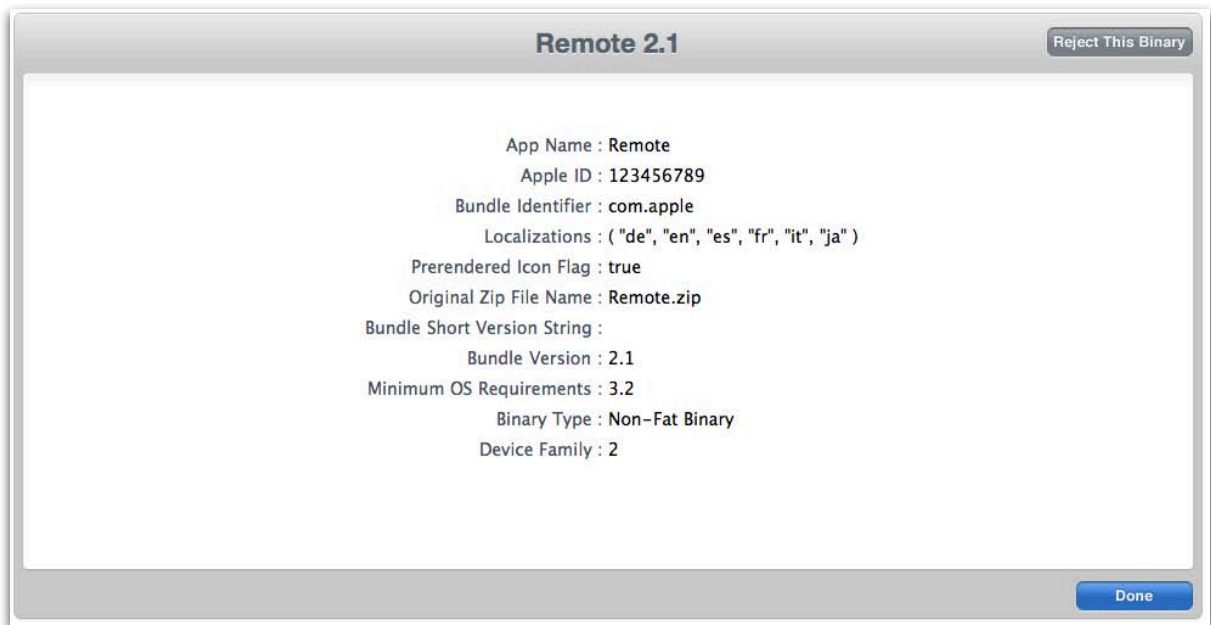 Remote 2.1
Reject This Binary
App Name : Remote
Apple ID : 123456789
Bundle Identifier : com.apple
Localizations : ( "de", "en", "es", "fr", "it", "ja" )
Prerendered Icon Flag : true
Original Zip File Name : Remote.zip
Bundle Short Version String :
Bundle Version : 2.1
Minimum OS Requirements : 3.2
Binary Type : Non-Fat Binary
Device Family : 2
Done